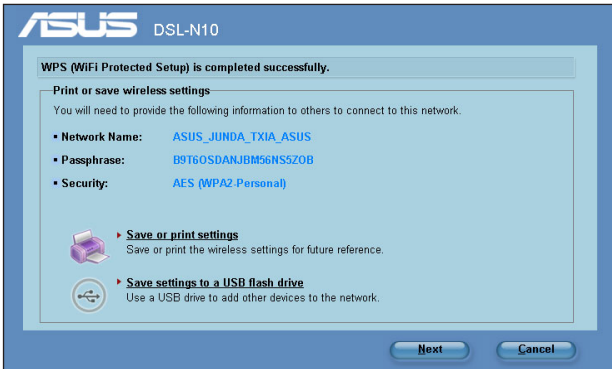 ASUS DSL-N10
WPS (WiFi Protected Setup) is completed successfully.
Print or save wireless settings
You will need to provide the following information to others to connect to this network.
Network Name: ASUS_JUNDA_TXIA_ASUS
Passphrase: B9T6OSDANJBM56NS5ZOB
Security: AES (WPA2-Personal)
Save or print settings
Save or print the wireless settings for future reference.
Save settings to a USB flash drive
Use a USB drive to add other devices to the network.
Next Cancel